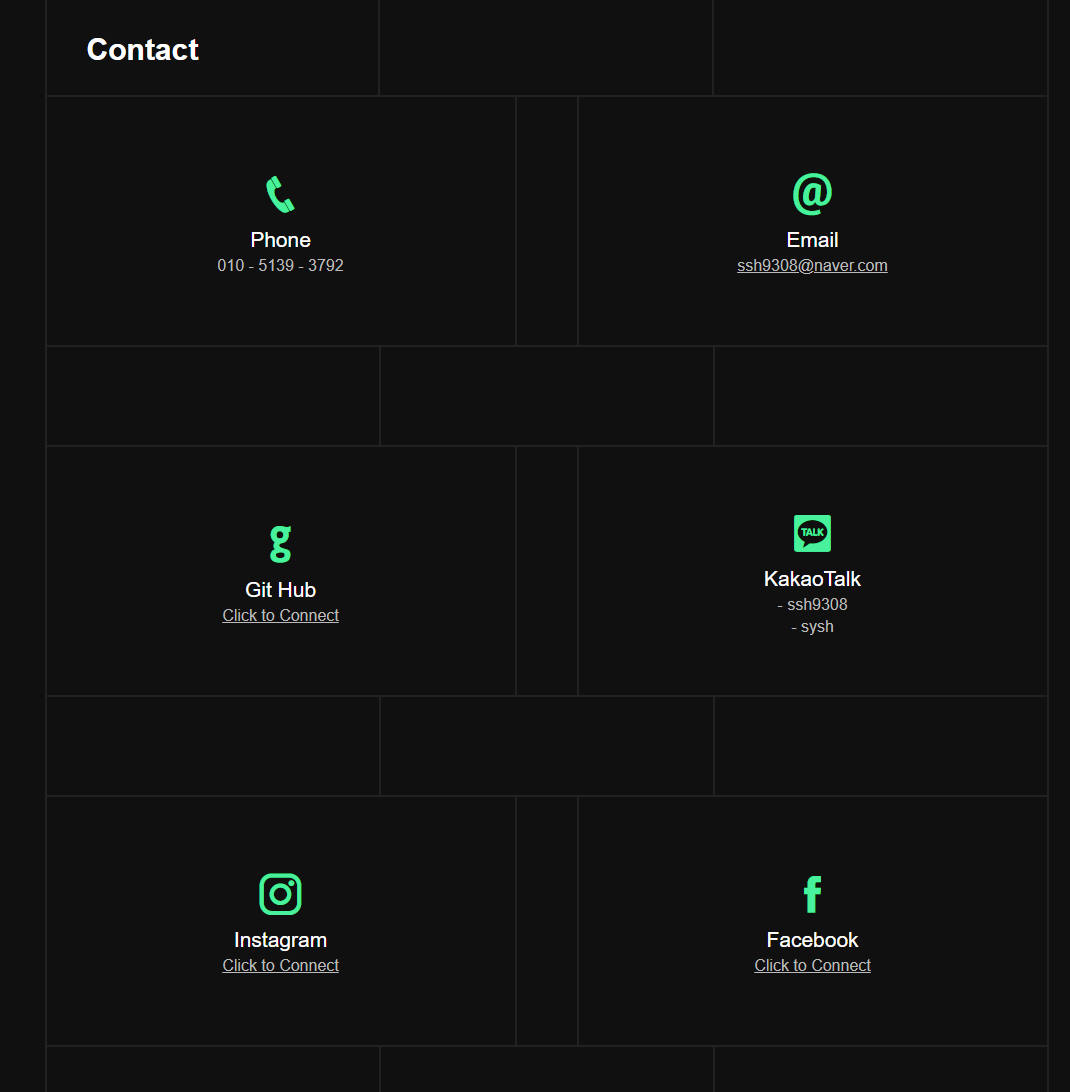 Contact
Phone
010 - 5139 - 3792
@
Email
ssh9308@naver.com
g
Git Hub
Click to Connect
TALK
KakaoTalk
- ssh9308
- sysh
Instagram
Click to Connect
f
Facebook
Click to Connect